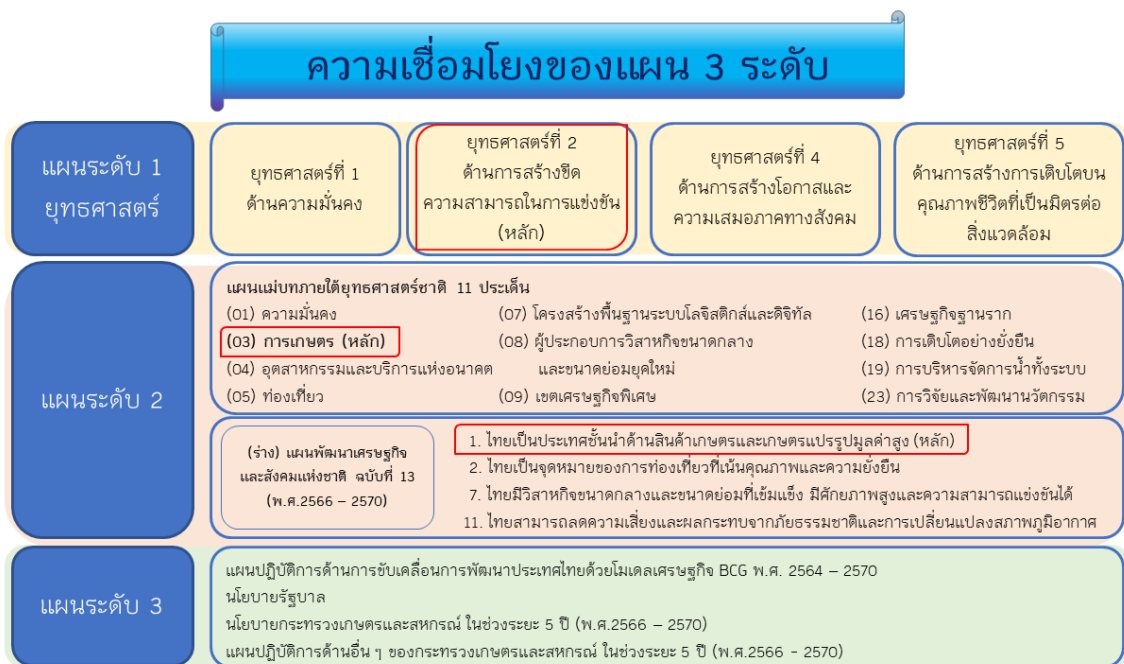 ความเชื่อมโยงของแผน 3 ระดับ
แผนระดับ 1
ยุทธศาสตร์
ยุทธศาสตร์ที่ 1
ด้านความมั่นคง
ยุทธศาสตร์ที่ 2
ด้านการสร้างขีด
ความสามารถในการแข่งขัน
(หลัก)
ยุทธศาสตร์ที่ 4
ด้านการสร้างโอกาสและ
ความเสมอภาคทางสังคม
ยุทธศาสตร์ที่ 5
ด้านการสร้างการเติบโตบน
คุณภาพชีวิตที่เป็นมิตรต่อ
สิ่งแวดล้อม
แผนระดับ 2
แผนแม่บทภายใต้ยุทธศาสตร์ชาติ 11 ประเด็น
(01) ความมั่นคง
(03) การเกษตร (หลัก)
(04) อุตสาหกรรมและบริการแห่งอนาคต
(05) ท่องเที่ยว
(07) โครงสร้างพื้นฐานระบบโลจิสติกส์และดิจิทัล
(08) ผู้ประกอบการวิสาหกิจขนาดกลาง
และขนาดย่อมยุคใหม่
(09) เขตเศรษฐกิจพิเศษ
(16) เศรษฐกิจฐานราก
(18) การเติบโตอย่างยั่งยืน
(19) การบริหารจัดการน้ำทั้งระบบ
(23) การวิจัยและพัฒนานวัตกรรม
(ร่าง) แผนพัฒนาเศรษฐกิจ
และสังคมแห่งชาติ ฉบับที่ 13
(พ.ศ.2566 – 2570)
1. ไทยเป็นประเทศชั้นนำด้านสินค้าเกษตรและเกษตรแปรรูปมูลค่าสูง (หลัก)
2. ไทยเป็นจุดหมายของการท่องเที่ยวที่เน้นคุณภาพและความยั่งยืน
7. ไทยมีวิสาหกิจขนาดกลางและขนาดย่อมที่เข้มแข็ง มีศักยภาพสูงและความสามารถแข่งขันได้
11. ไทยสามารถลดความเสี่ยงและผลกระทบจากภัยธรรมชาติและการเปลี่ยนแปลงสภาพภูมิอากาศ
แผนระดับ 3
แผนปฏิบัติการด้านการขับเคลื่อนการพัฒนาประเทศไทยด้วยโมเดลเศรษฐกิจ BCG พ.ศ. 2564 – 2570
นโยบายรัฐบาล
นโยบายกระทรวงเกษตรและสหกรณ์ ในช่วงระยะ 5 ปี (พ.ศ.2566 – 2570)
แผนปฏิบัติการด้านอื่น ๆ ของกระทรวงเกษตรและสหกรณ์ ในช่วงระยะ 5 ปี (พ.ศ.2566 - 2570)